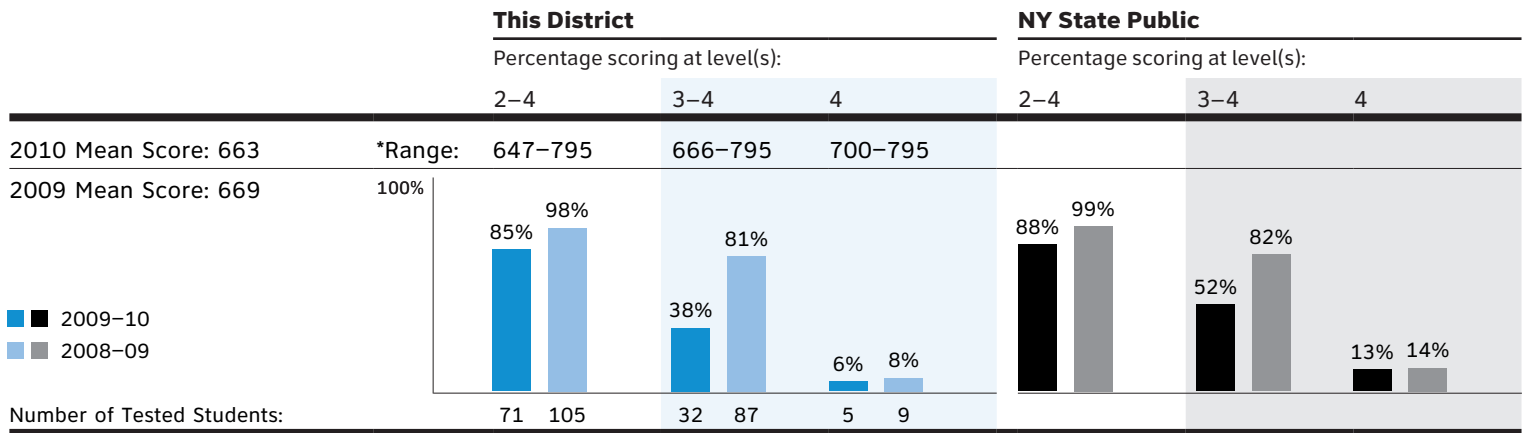 This District NY State Public
Percentage scoring at level(s): Percentage scoring at level(s):
2–4 3–4 4 2–4 3–4 4
2010 Mean Score: 663 *Range: 647–795 666–795 700–795
2009 Mean Score: 669 100%
85% 98% 38% 81% 6% 8% 88% 99% 52% 82% 13% 14%
2009–10
2008–09
Number of Tested Students: 71 105 32 87 5 9